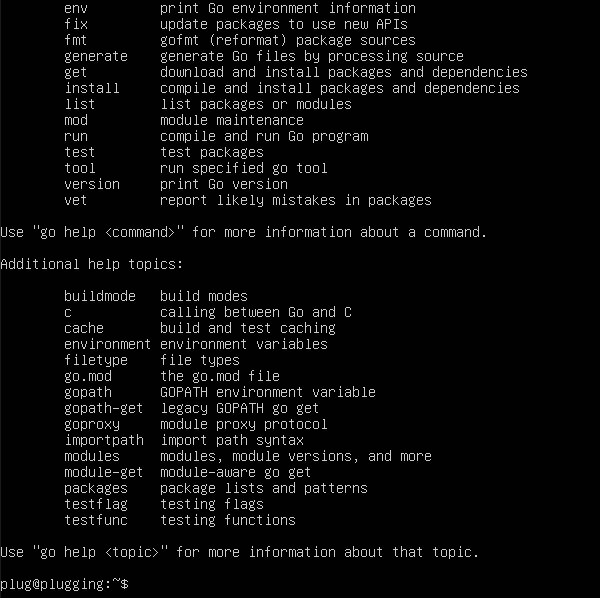 env         print Go environment information
fix         update packages to use new APIs
fmt         gofmt (reformat) package sources
generate    generate Go files by processing source
get         download and install packages and dependencies
install     compile and install packages and dependencies
list        list packages or modules
mod         module maintenance
run         compile and run Go program
test        test packages
tool        run specified go tool
version     print Go version
vet         report likely mistakes in packages
Use "go help <command>" for more information about a command.
Additional help topics:
buildmode   build modes
c           calling between Go and C
cache       build and test caching
environment environment variables
filetype    file types
go.mod      the go.mod file
gopath      GOPATH environment variable
gopath-get  legacy GOPATH go get
goproxy     module proxy protocol
importpath  import path syntax
modules     modules, module versions, and more
module-get  module-aware go get
packages    package lists and patterns
testflag    testing flags
testfunc    testing functions
Use "go help <topic>" for more information about that topic.
plug@plugging:~$